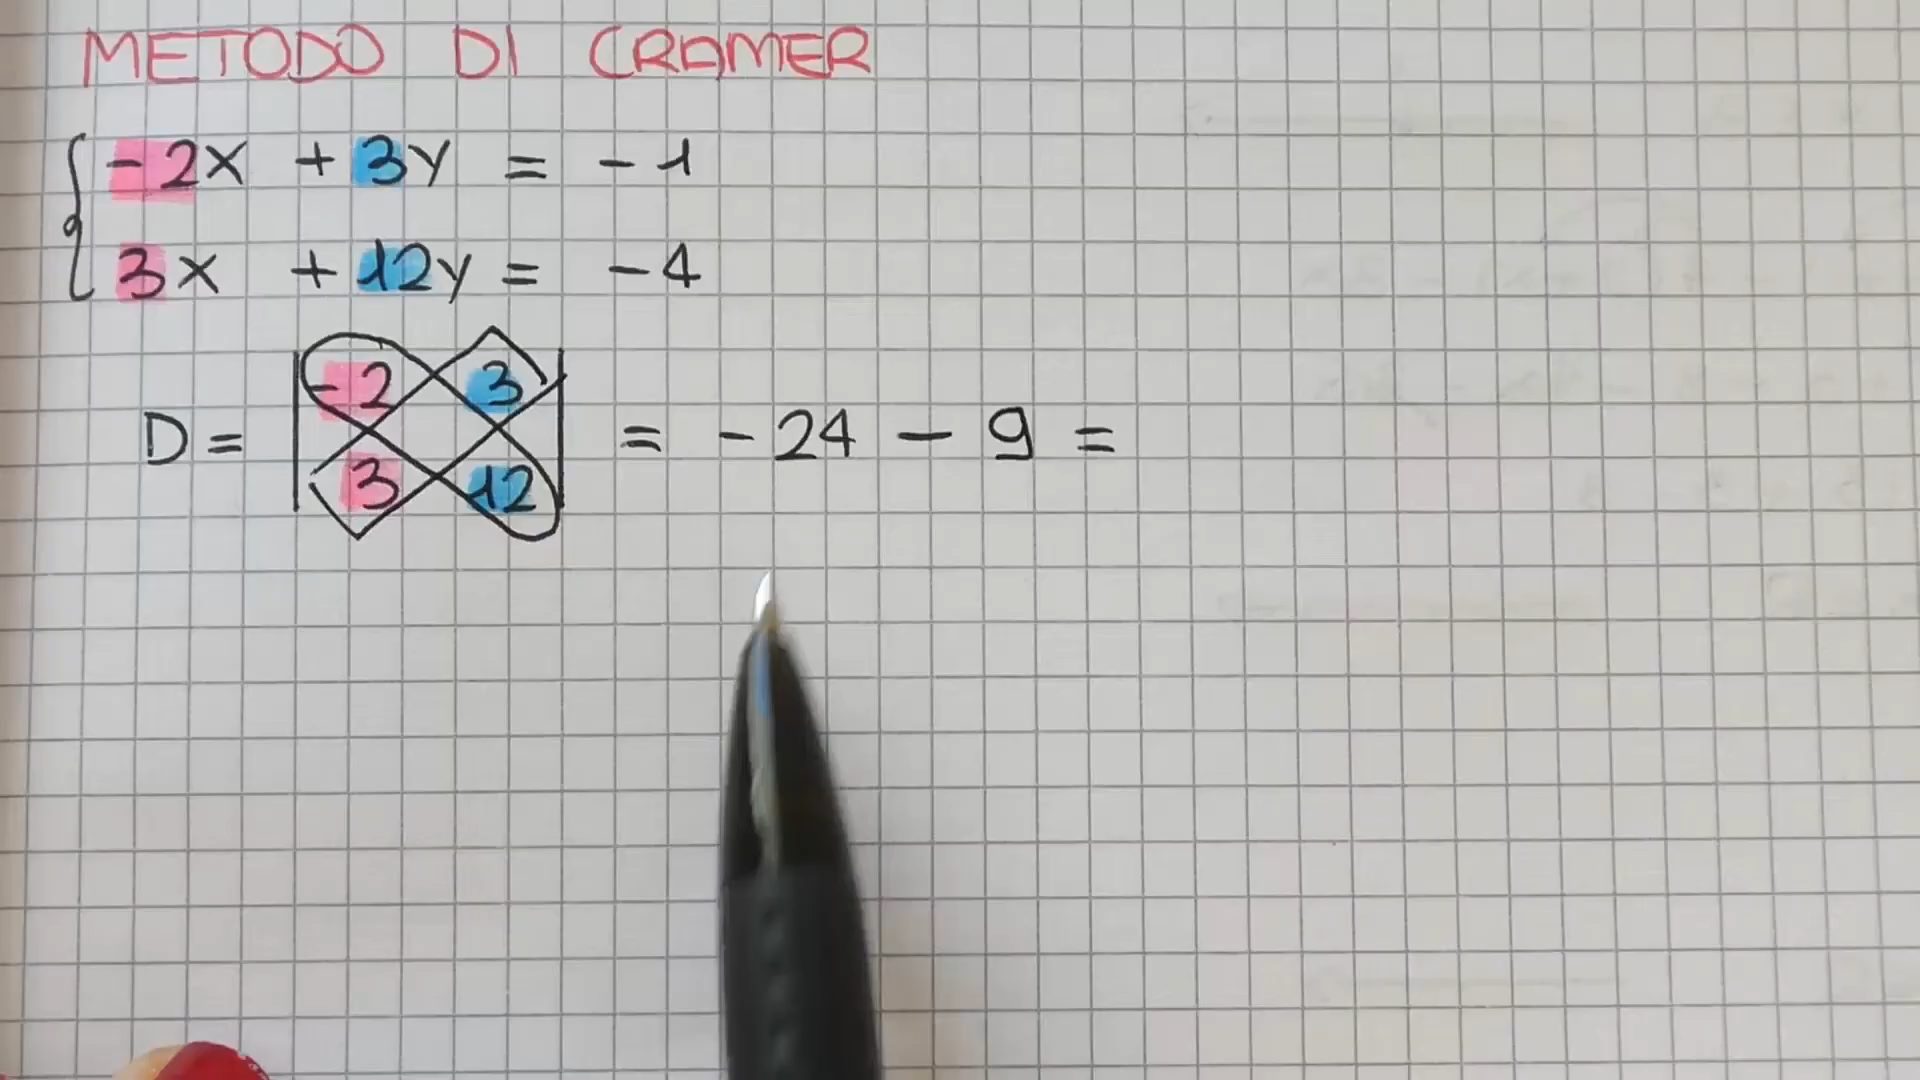 METODO DI CRAMER
-2x + 3y = -1
3x + 12y = -4
-2 3
D = = -24 - 9 =
3 12